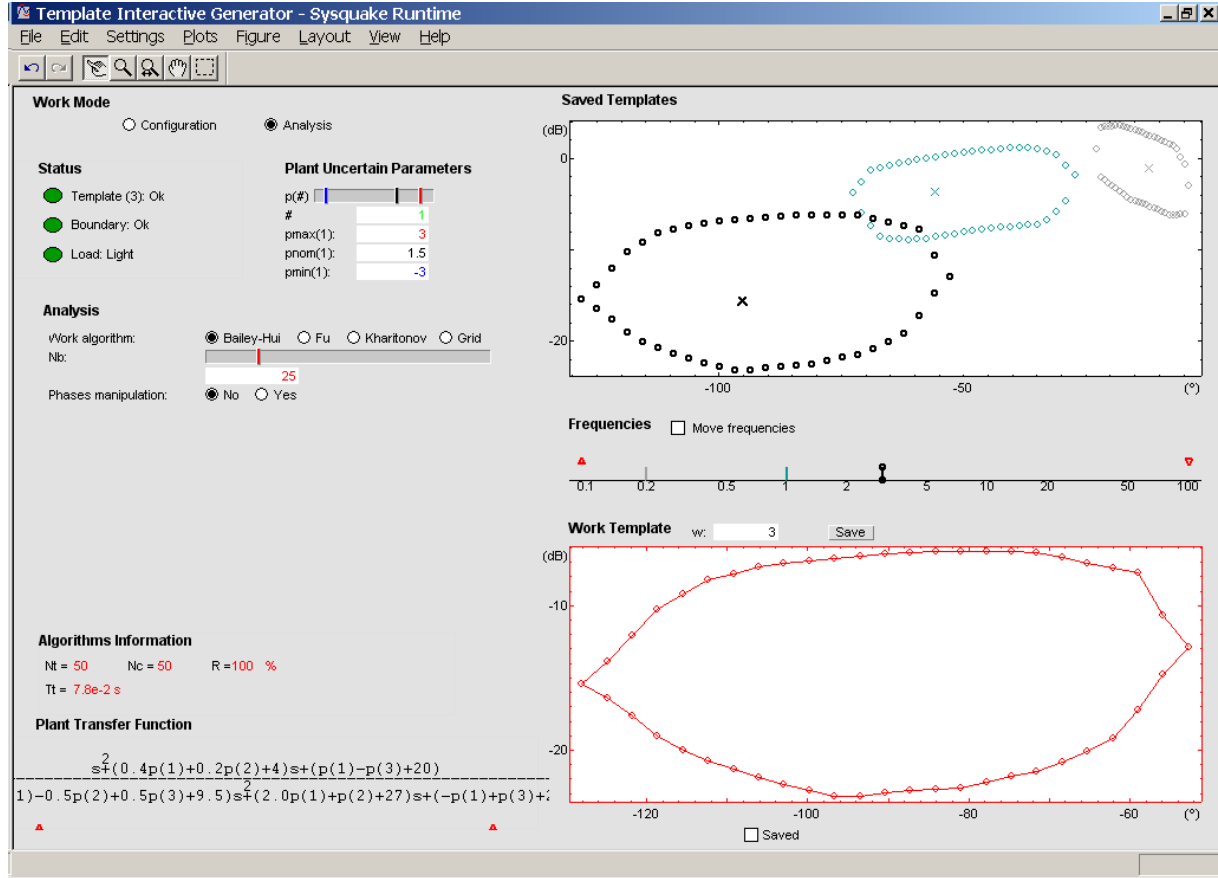 Template Interactive Generator - Sysquake Runtime
File Edit Settings Plots Figure Layout View Help
Work Mode
Configuration Analysis
Status
Template (3): Ok
Boundary: Ok
Load: Light
Plant Uncertain Parameters
p(#)
# 1
pmax(1): 3
pnom(1): 1.5
pmin(1): -3
Analysis
Work algorithm: Bailey-Hui Fu Kharitonov Grid
Nb:
25
Phases manipulation: No Yes
Algorithms Information
Nt = 50 Nc = 50 R =100 %
Tt = 7.8e-2 s
Plant Transfer Function
2
s+(0.4p(1)+0.2p(2)+4)s+(p(1)-p(3)+20)
2
1)-0.5p(2)+0.5p(3)+9.5)s+(2.0p(1)+p(2)+27)s+(-p(1)+p(3)+2
Saved Templates
(dB)
0
-20
-100 -50 (°)
Frequencies Move frequencies
0.1 0.2 0.5 1 2 5 10 20 50 100
Work Template w: 3 Save
(dB)
-10
-20
-120 -100 -80 -60 (°)
Saved